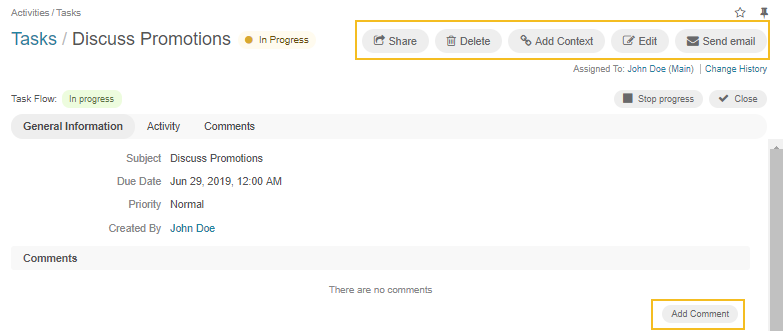 Activities / Tasks
Tasks / Discuss Promotions In Progress Share Delete Add Context Edit Send email
Assigned To: John Doe (Main) | Change History
Task Flow: In progress Stop progress Close
General Information Activity Comments
Subject Discuss Promotions
Due Date Jun 29, 2019, 12:00 AM
Priority Normal
Created By John Doe
Comments
There are no comments
Add Comment